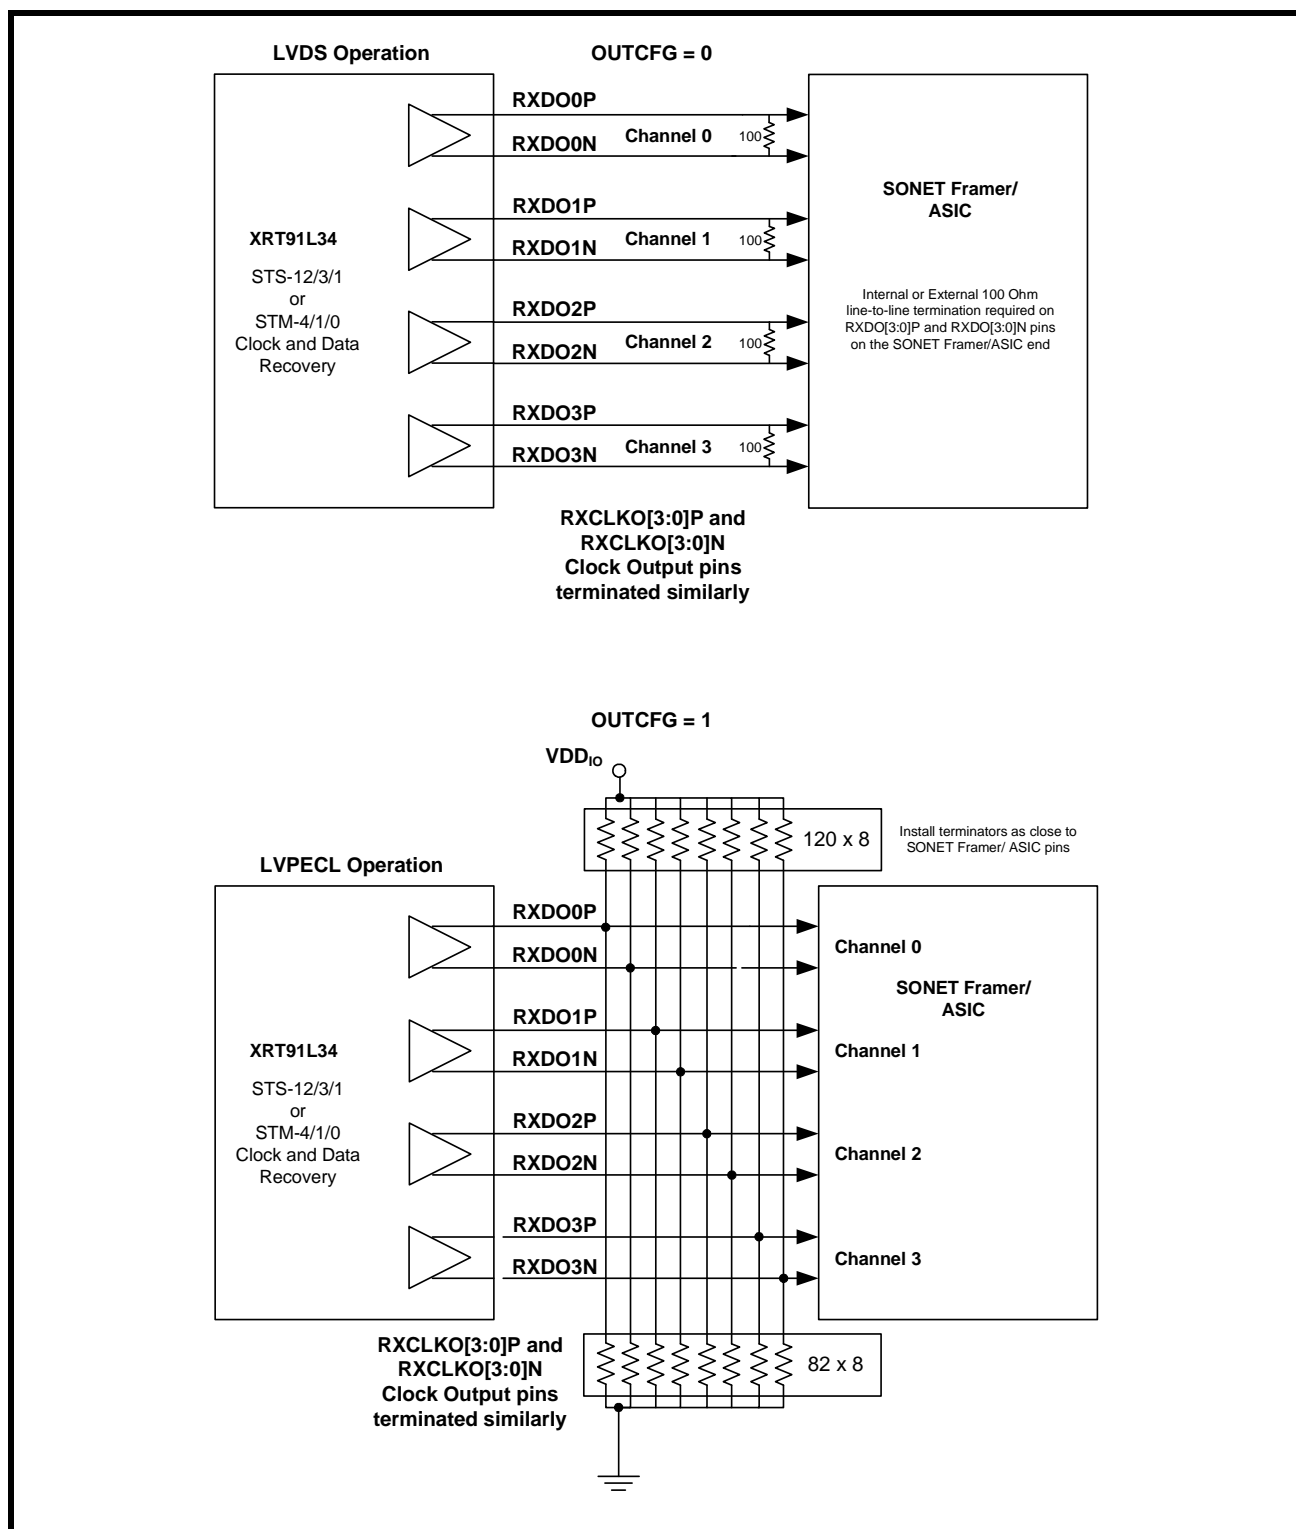 LVDS Operation
OUTCFG = 0
RXDO0P
Channel 0
100
RXDO0N
RXDO1P
Channel 1
100
RXDO1N
RXDO2P
Channel 2
100
RXDO2N
RXDO3P
Channel 3
100
RXDO3N
XRT91L34
STS-12/3/1
or
STM-4/1/0
Clock and Data
Recovery
SONET Framer/
ASIC
Internal or External 100 Ohm
line-to-line termination required on
RXDO[3:0]P and RXDO[3:0]N pins
on the SONET Framer/ASIC end
RXCLKO[3:0]P and
RXCLKO[3:0]N
Clock Output pins
terminated similarly
OUTCFG = 1
VDDIO
120 x 8
Install terminators as close to
SONET Framer/ ASIC pins
LVPECL Operation
RXDO0P
RXDO0N
RXDO1P
RXDO1N
RXDO2P
RXDO2N
RXDO3P
RXDO3N
XRT91L34
STS-12/3/1
or
STM-4/1/0
Clock and Data
Recovery
Channel 0
SONET Framer/
ASIC
Channel 1
Channel 2
Channel 3
RXCLKO[3:0]P and
RXCLKO[3:0]N
Clock Output pins
terminated similarly
82 x 8